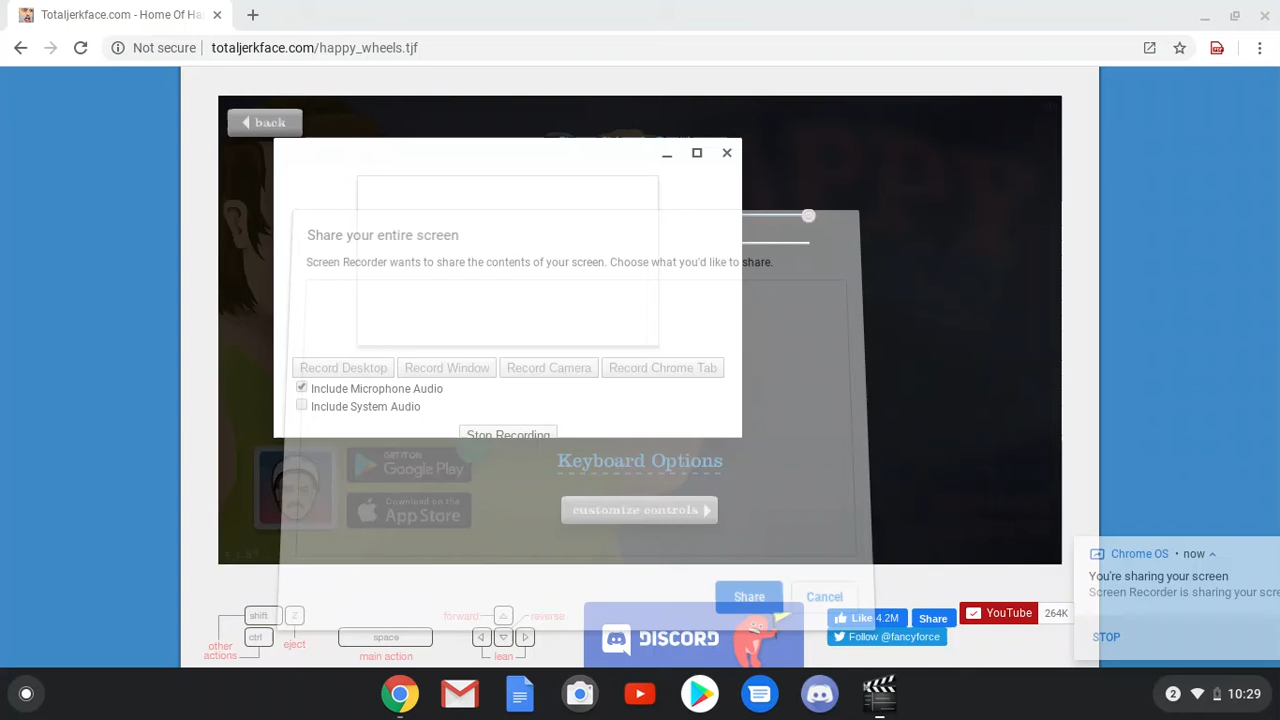 Totaljerkface.com - Home Of Ha
Not secure
totaljerkface.com/happy_wheels.tjf
back
Share your entire screen
Screen Recorder wants to share the contents of your screen. Choose what you'd like to share.
Record Desktop
Record Window
Record Camera
Record Chrome Tab
Include Microphone Audio
Include System Audio
Stop Recording
GET IT ON
Google Play
Download on the
App Store
Keyboard Options
customize controls
Chrome OS • now
You're sharing your screen
Screen Recorder is sharing your scre
STOP
Share
Cancel
shift
Z
ctrl
other
actions
eject
space
main action
forward
reverse
lean
DISCORD
Like 4.2M
Share
YouTube
264K
Follow @fancyforce
2
10:29